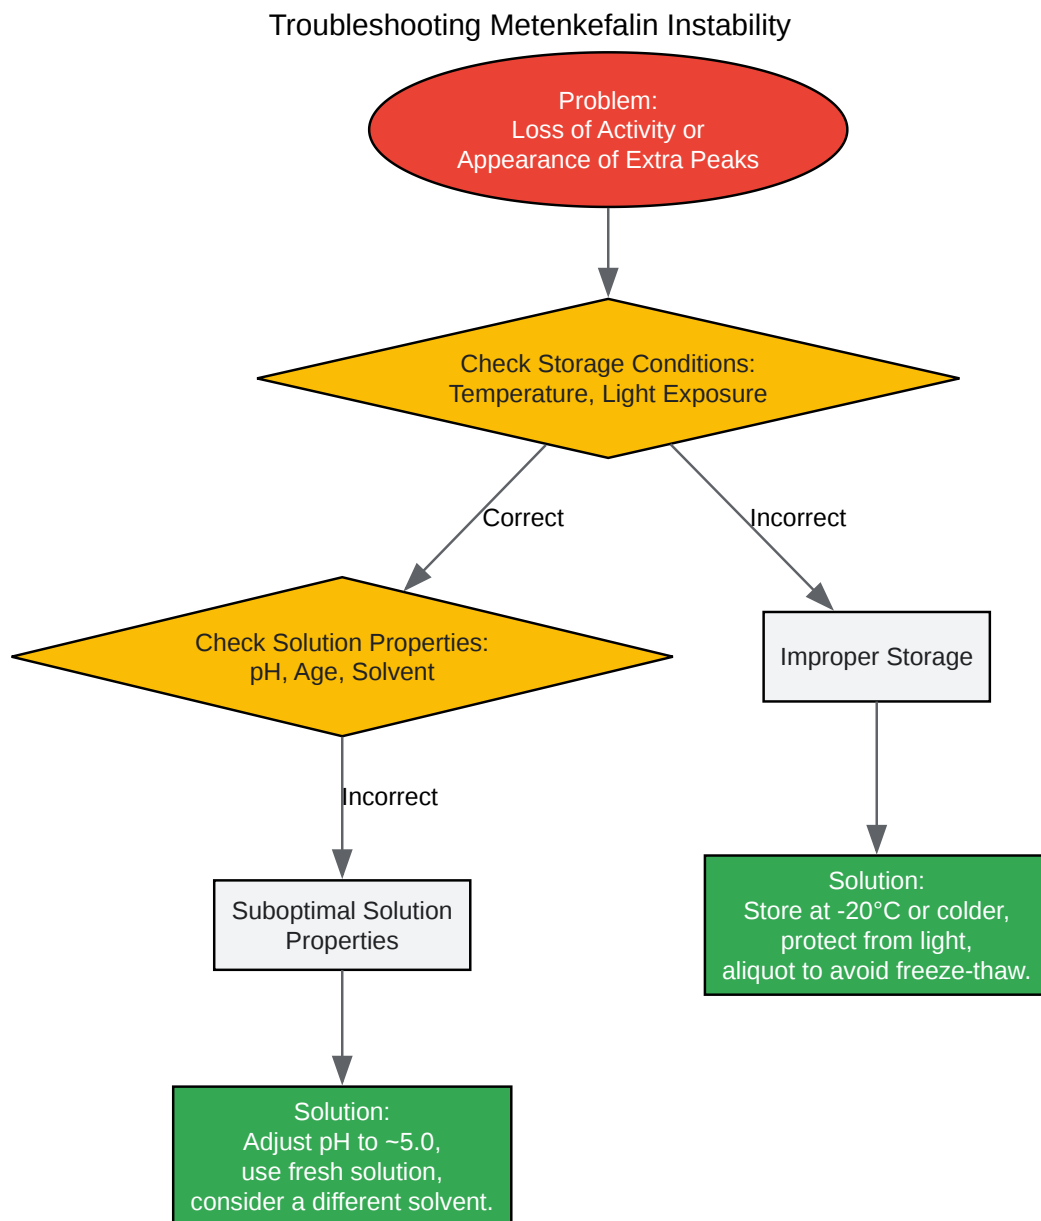 Troubleshooting Metenkefalin Instability
Problem:
Loss of Activity or
Appearance of Extra Peaks
Check Storage Conditions:
Temperature, Light Exposure
Correct
Incorrect
Check Solution Properties:
pH, Age, Solvent
Improper Storage
Incorrect
Suboptimal Solution
Properties
Solution:
Store at -20°C or colder,
protect from light,
aliquot to avoid freeze-thaw.
Solution:
Adjust pH to ~5.0,
use fresh solution,
consider a different solvent.